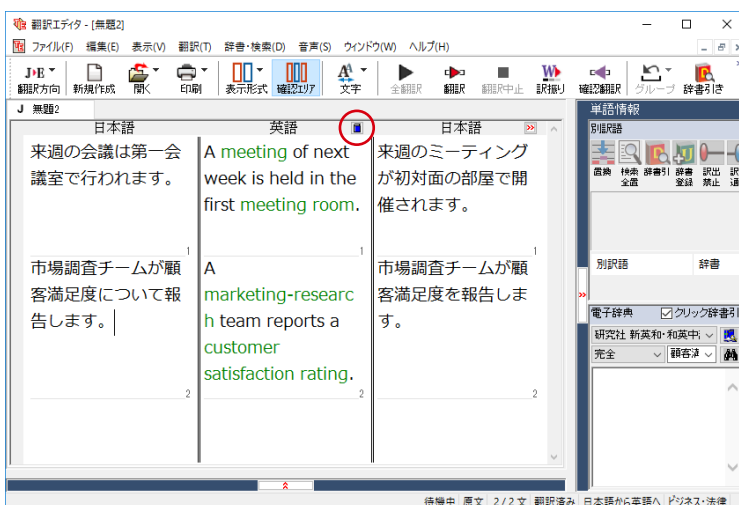 翻訳エディタ - [無題2]
ファイル(F) 編集(E) 表示(V) 翻訳(T) 辞書・検索(D) 音声(S) ウィンドウ(W) ヘルプ(H)
J▸E
翻訳方向 新規作成 開く 印刷 表示形式 確認エリア 文字 全翻訳 翻訳 翻訳中止 訳振り 確認翻訳 グループ 辞書引き
J 無題2
単語情報
日本語 英語 日本語
別訳語
来週の会議は第一会
議室で行われます。
1
A meeting of next
week is held in the
first meeting room.
1
来週のミーティング
が初対面の部屋で開
催されます。
1
市場調査チームが顧
客満足度について報
告します。
2
A
marketing-researc
h team reports a
customer
satisfaction rating.
2
市場調査チームが顧
客満足度を報告しま
す。
2
置換 検索 辞書引 辞書 訳出 訳
全置 登録 禁止 通
別訳語 辞書
電子辞典 クリック辞書引
研究社 新英和・和英中
完全 顧客満
待機中 原文 2 / 2 文 翻訳済み 日本語から英語へ ビジネス・法律